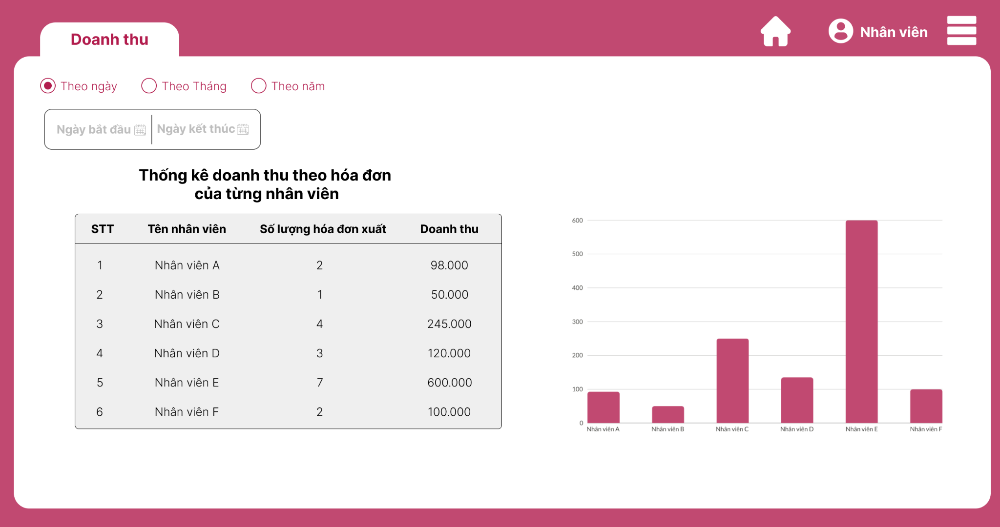 Doanh thu
Nhân viên
Theo ngày Theo Tháng Theo năm
Ngày bắt đầu Ngày kết thúc
Thống kê doanh thu theo hóa đơn
của từng nhân viên
STT Tên nhân viên Số lượng hóa đơn xuất Doanh thu
1 Nhân viên A 2 98.000
2 Nhân viên B 1 50.000
3 Nhân viên C 4 245.000
4 Nhân viên D 3 120.000
5 Nhân viên E 7 600.000
6 Nhân viên F 2 100.000
600
500
400
300
200
100
0
Nhân viên A Nhân viên B Nhân viên C Nhân viên D Nhân viên E Nhân viên F